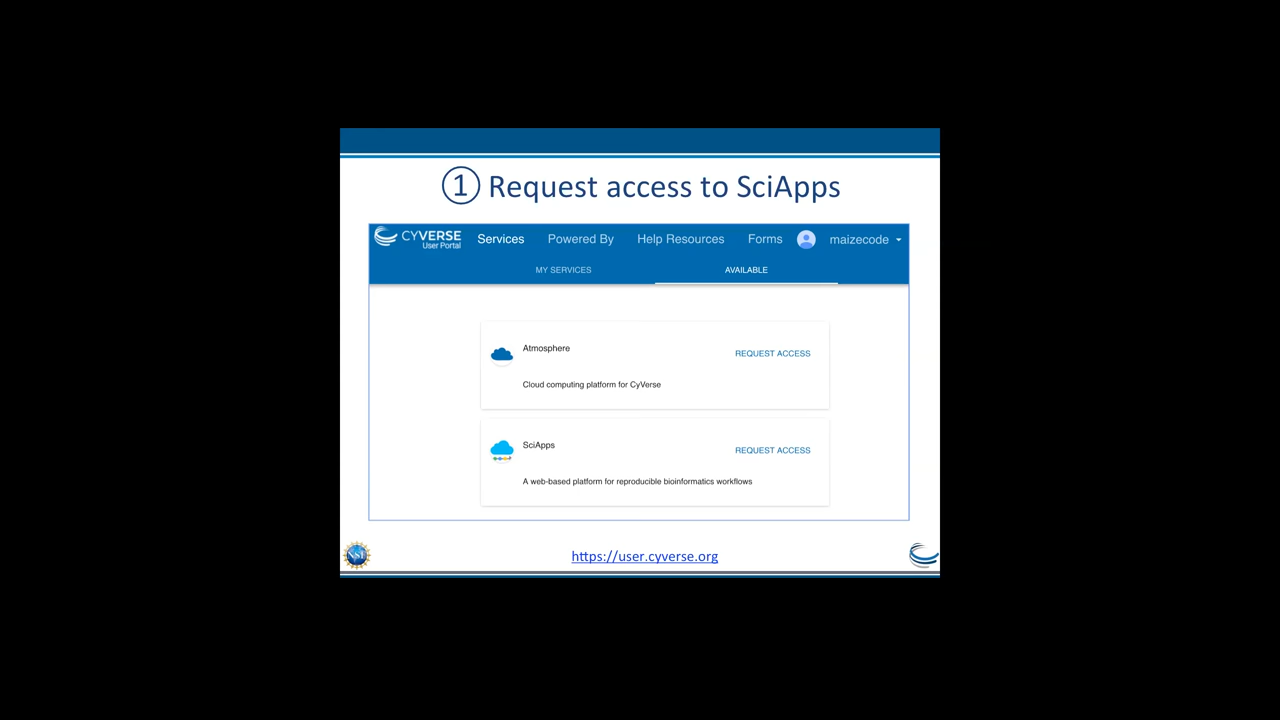 ① Request access to SciApps
CYVERSE
User Portal
Services Powered By Help Resources Forms maizecode
MY SERVICES AVAILABLE
Atmosphere
REQUEST ACCESS
Cloud computing platform for CyVerse
SciApps
REQUEST ACCESS
A web-based platform for reproducible bioinformatics workflows
NSF
https://user.cyverse.org